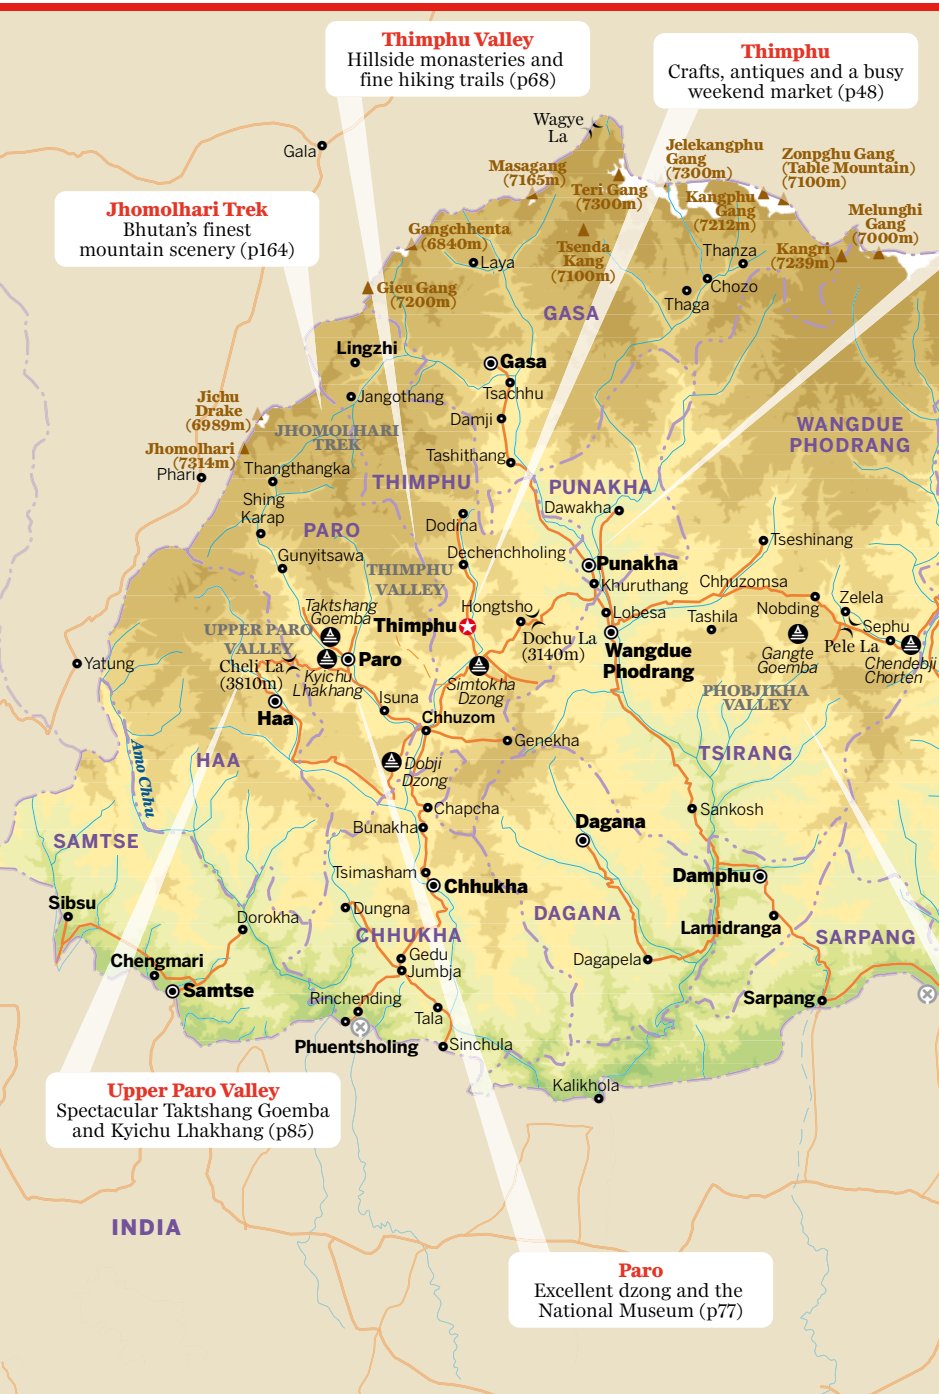 Thimphu Valley
Hillside monasteries and
fine hiking trails (p68)
Thimphu
Crafts, antiques and a busy
weekend market (p48)
Wagye
La
Gala
Masagang
(7165m)
Teri Gang
(7300m)
Jelekangphu
Gang
(7300m)
Zonpghu Gang
(Table Mountain)
(7100m)
Kangphu
Gang
(7212m)
Melunghi
Gang
(7000m)
Jhomolhari Trek
Bhutan's finest
mountain scenery (p164)
Gangchhenta
(6840m)
Tsenda
Kang
(7100m)
Kangri
(7239m)
Laya
Thanza
Chozo
Thaga
Gieu Gang
(7200m)
GASA
Lingzhi
Gasa
Tsachhu
Jangothang
Jichu
Drake
(6989m)
Damji
JHOMOLHARI
TREK
WANGDUE
PHODRANG
Jhomolhari
(7314m)
Phari
Thangthangka
Tashithang
THIMPHU
PUNAKHA
Shing
Karap
PARO
Dodina
Dawakha
Gunyitsawa
Dechenchholing
Tseshinang
THIMPHU
VALLEY
Punakha
Khuruthang
Chhuzomsa
Taktshang
Goemba
Hongtsho
Lobesa
Tashila
Nobding
Zelela
UPPER PARO
VALLEY
Thimphu
Dochu La
(3140m)
Sephu
Pele La
Yatung
Cheli La
(3810m)
Paro
Kyichu
Lhakhang
Simtokha
Dzong
Wangdue
Phodrang
Gangte
Goemba
Chendebji
Chorten
Isuna
PHOBJIKHA
VALLEY
Haa
Chhuzom
Genekha
Amo Chhu
HAA
Dobji
Dzong
TSIRANG
Chapcha
Sankosh
Bunakha
Dagana
SAMTSE
Tsimasham
Damphu
Chhukha
Sibsu
Dungna
Dorokha
DAGANA
Lamidranga
CHHUKHA
SARPANG
Chengmari
Gedu
Jumbja
Dagapela
Samtse
Rinchending
Sarpang
Tala
Phuentsholing
Sinchula
Kalikhola
Upper Paro Valley
Spectacular Taktshang Goemba
and Kyichu Lhakhang (p85)
INDIA
Paro
Excellent dzong and the
National Museum (p77)